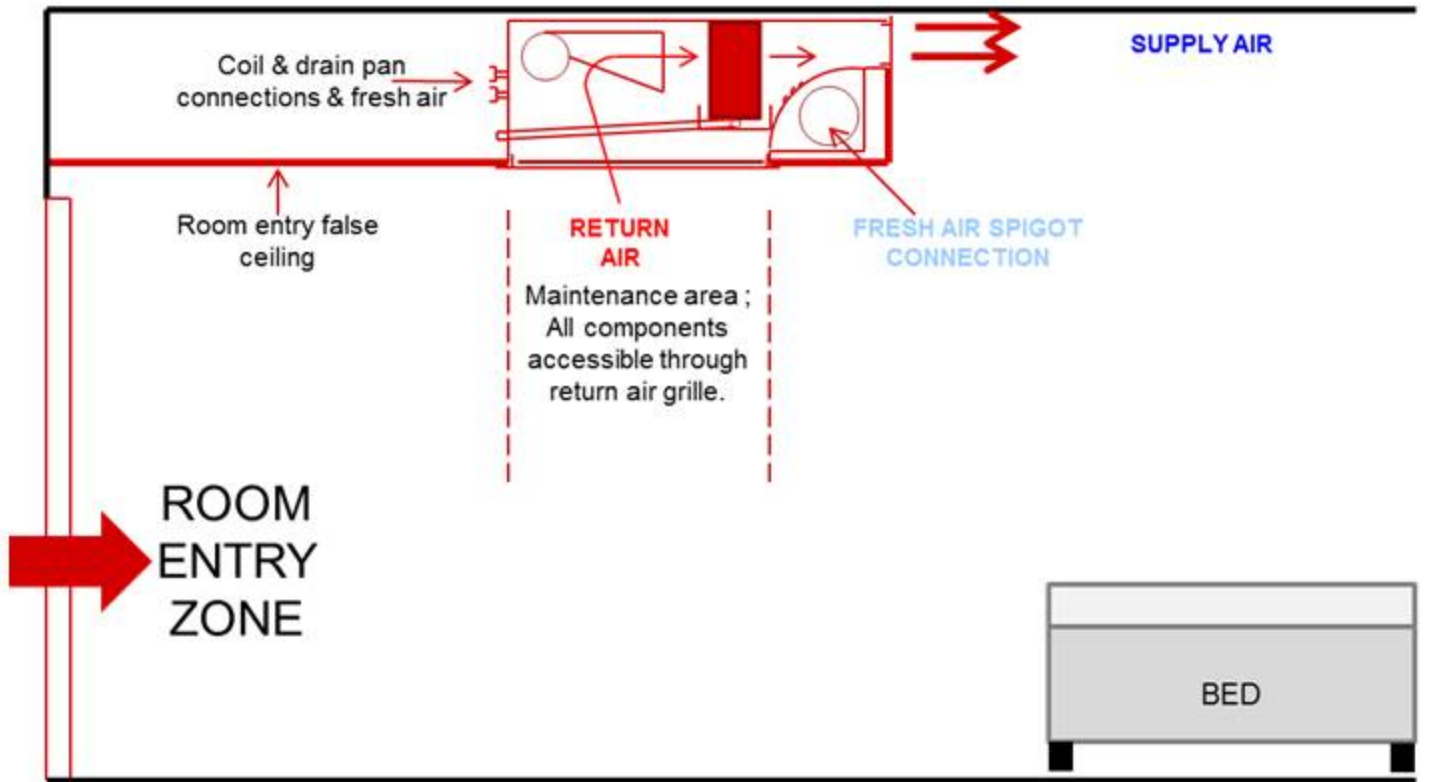 SUPPLY AIR
Coil & drain pan
connections & fresh air
Room entry false
ceiling
RETURN
AIR
Maintenance area ;
All components
accessible through
return air grille.
FRESH AIR SPIGOT
CONNECTION
ROOM
ENTRY
ZONE
BED